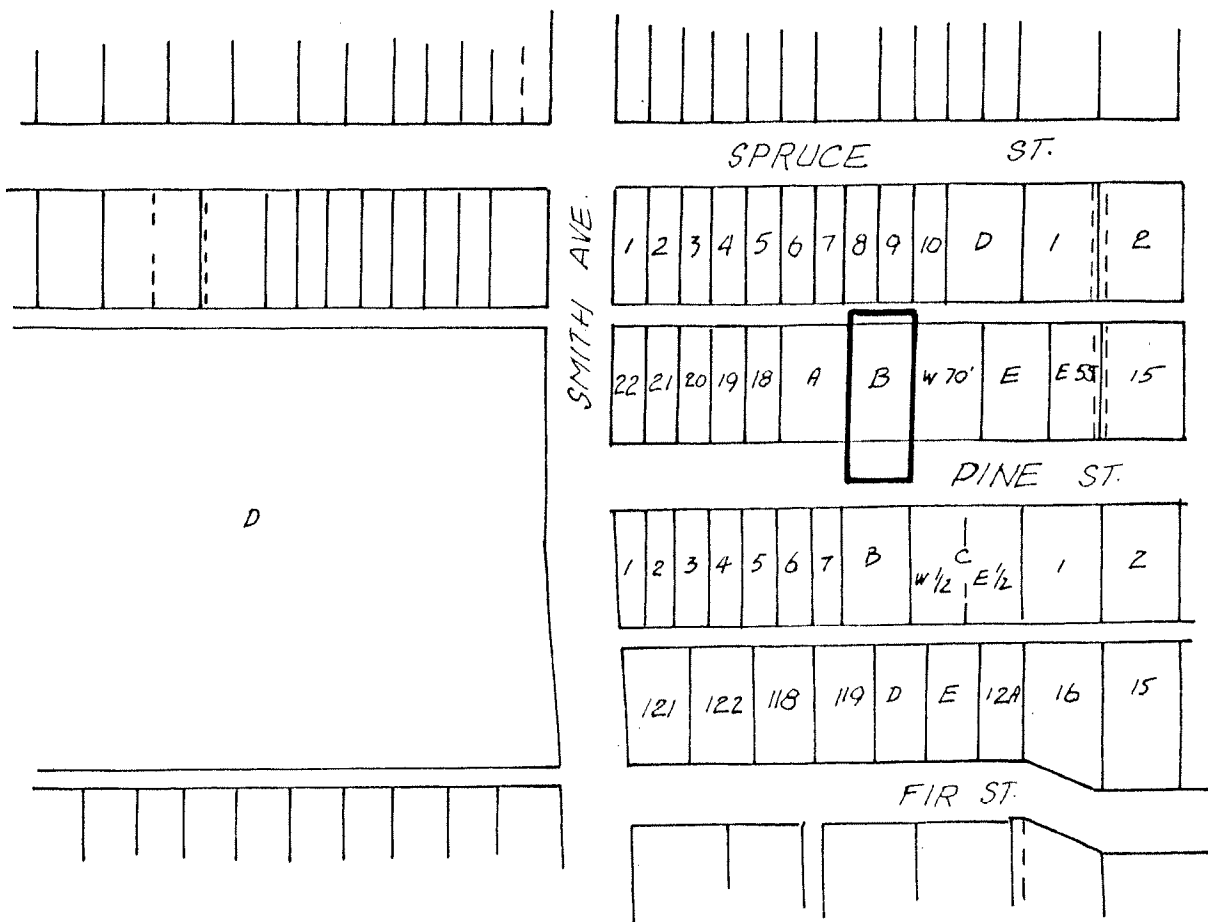 SPRUCE ST.
SMITH AVE.
1 2 3 4 5 6 7 8 9 10 D 1 2
22 21 20 19 18 A B W 70' E E 55 15
PINE ST.
D
1 2 3 4 5 6 7 B W 1/2 C E 1/2 1 2
121 122 118 119 D E 12A 16 15
FIR ST.